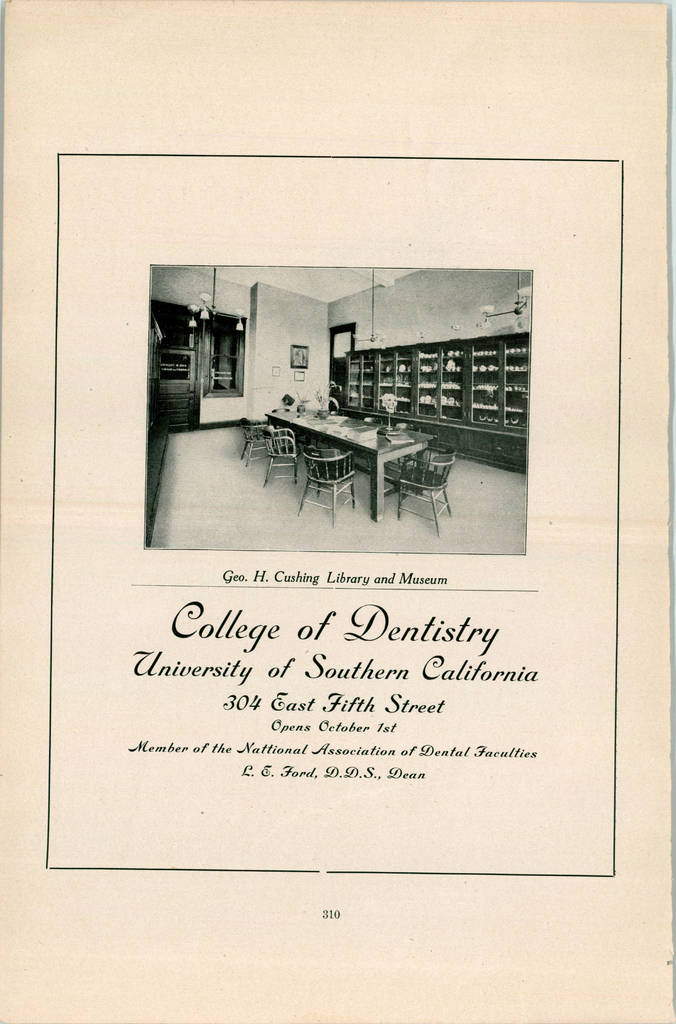 Geo. H. Cushing Library and Museum
College of Dentistry
University of Southern California
304 East Fifth Street
Opens October 1st
Member of the Nattional Association of Dental Faculties
L. E. Ford, D.D.S., Dean
310